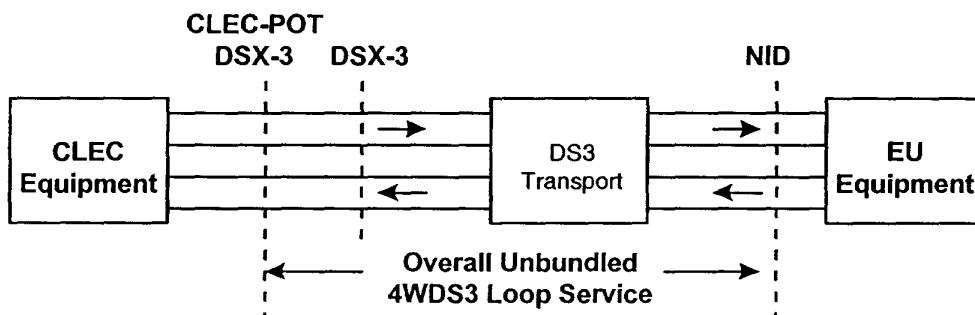 CLEC-POT
DSX-3 DSX-3 NID
CLEC
Equipment
DS3
Transport
EU
Equipment
Overall Unbundled
4WDS3 Loop Service